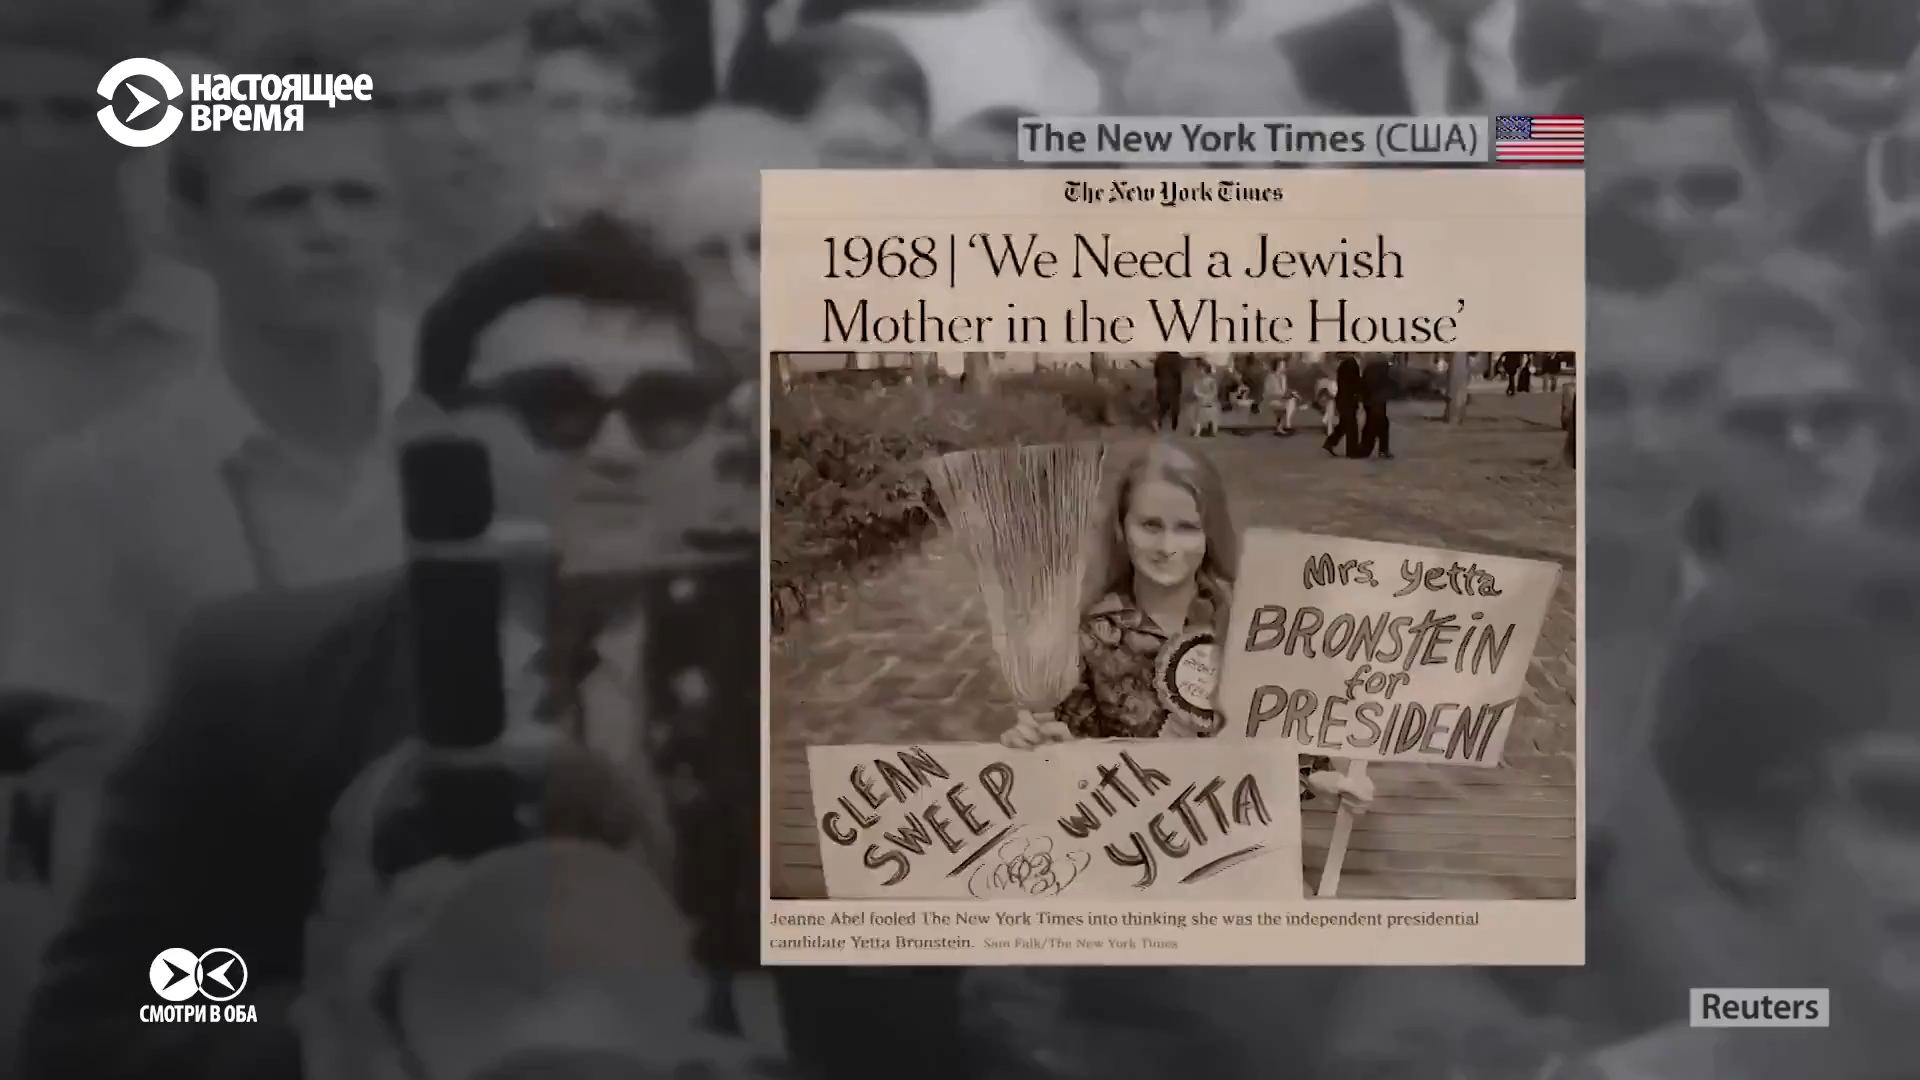 НАСТОЯЩЕЕ
ВРЕМЯ
The New York Times (США)
The New York Times
1968 | ‘We Need a Jewish
Mother in the White House’
Mrs. Yetta
BRONSTEIN
for
PRESIDENT
CLEAN
SWEEP
with
YETTA
Jeanne Abel fooled The New York Times into thinking she was the independent presidential
candidate Yetta Bronstein. Sam Falk/The New York Times
СМОТРИ В ОБА
Reuters